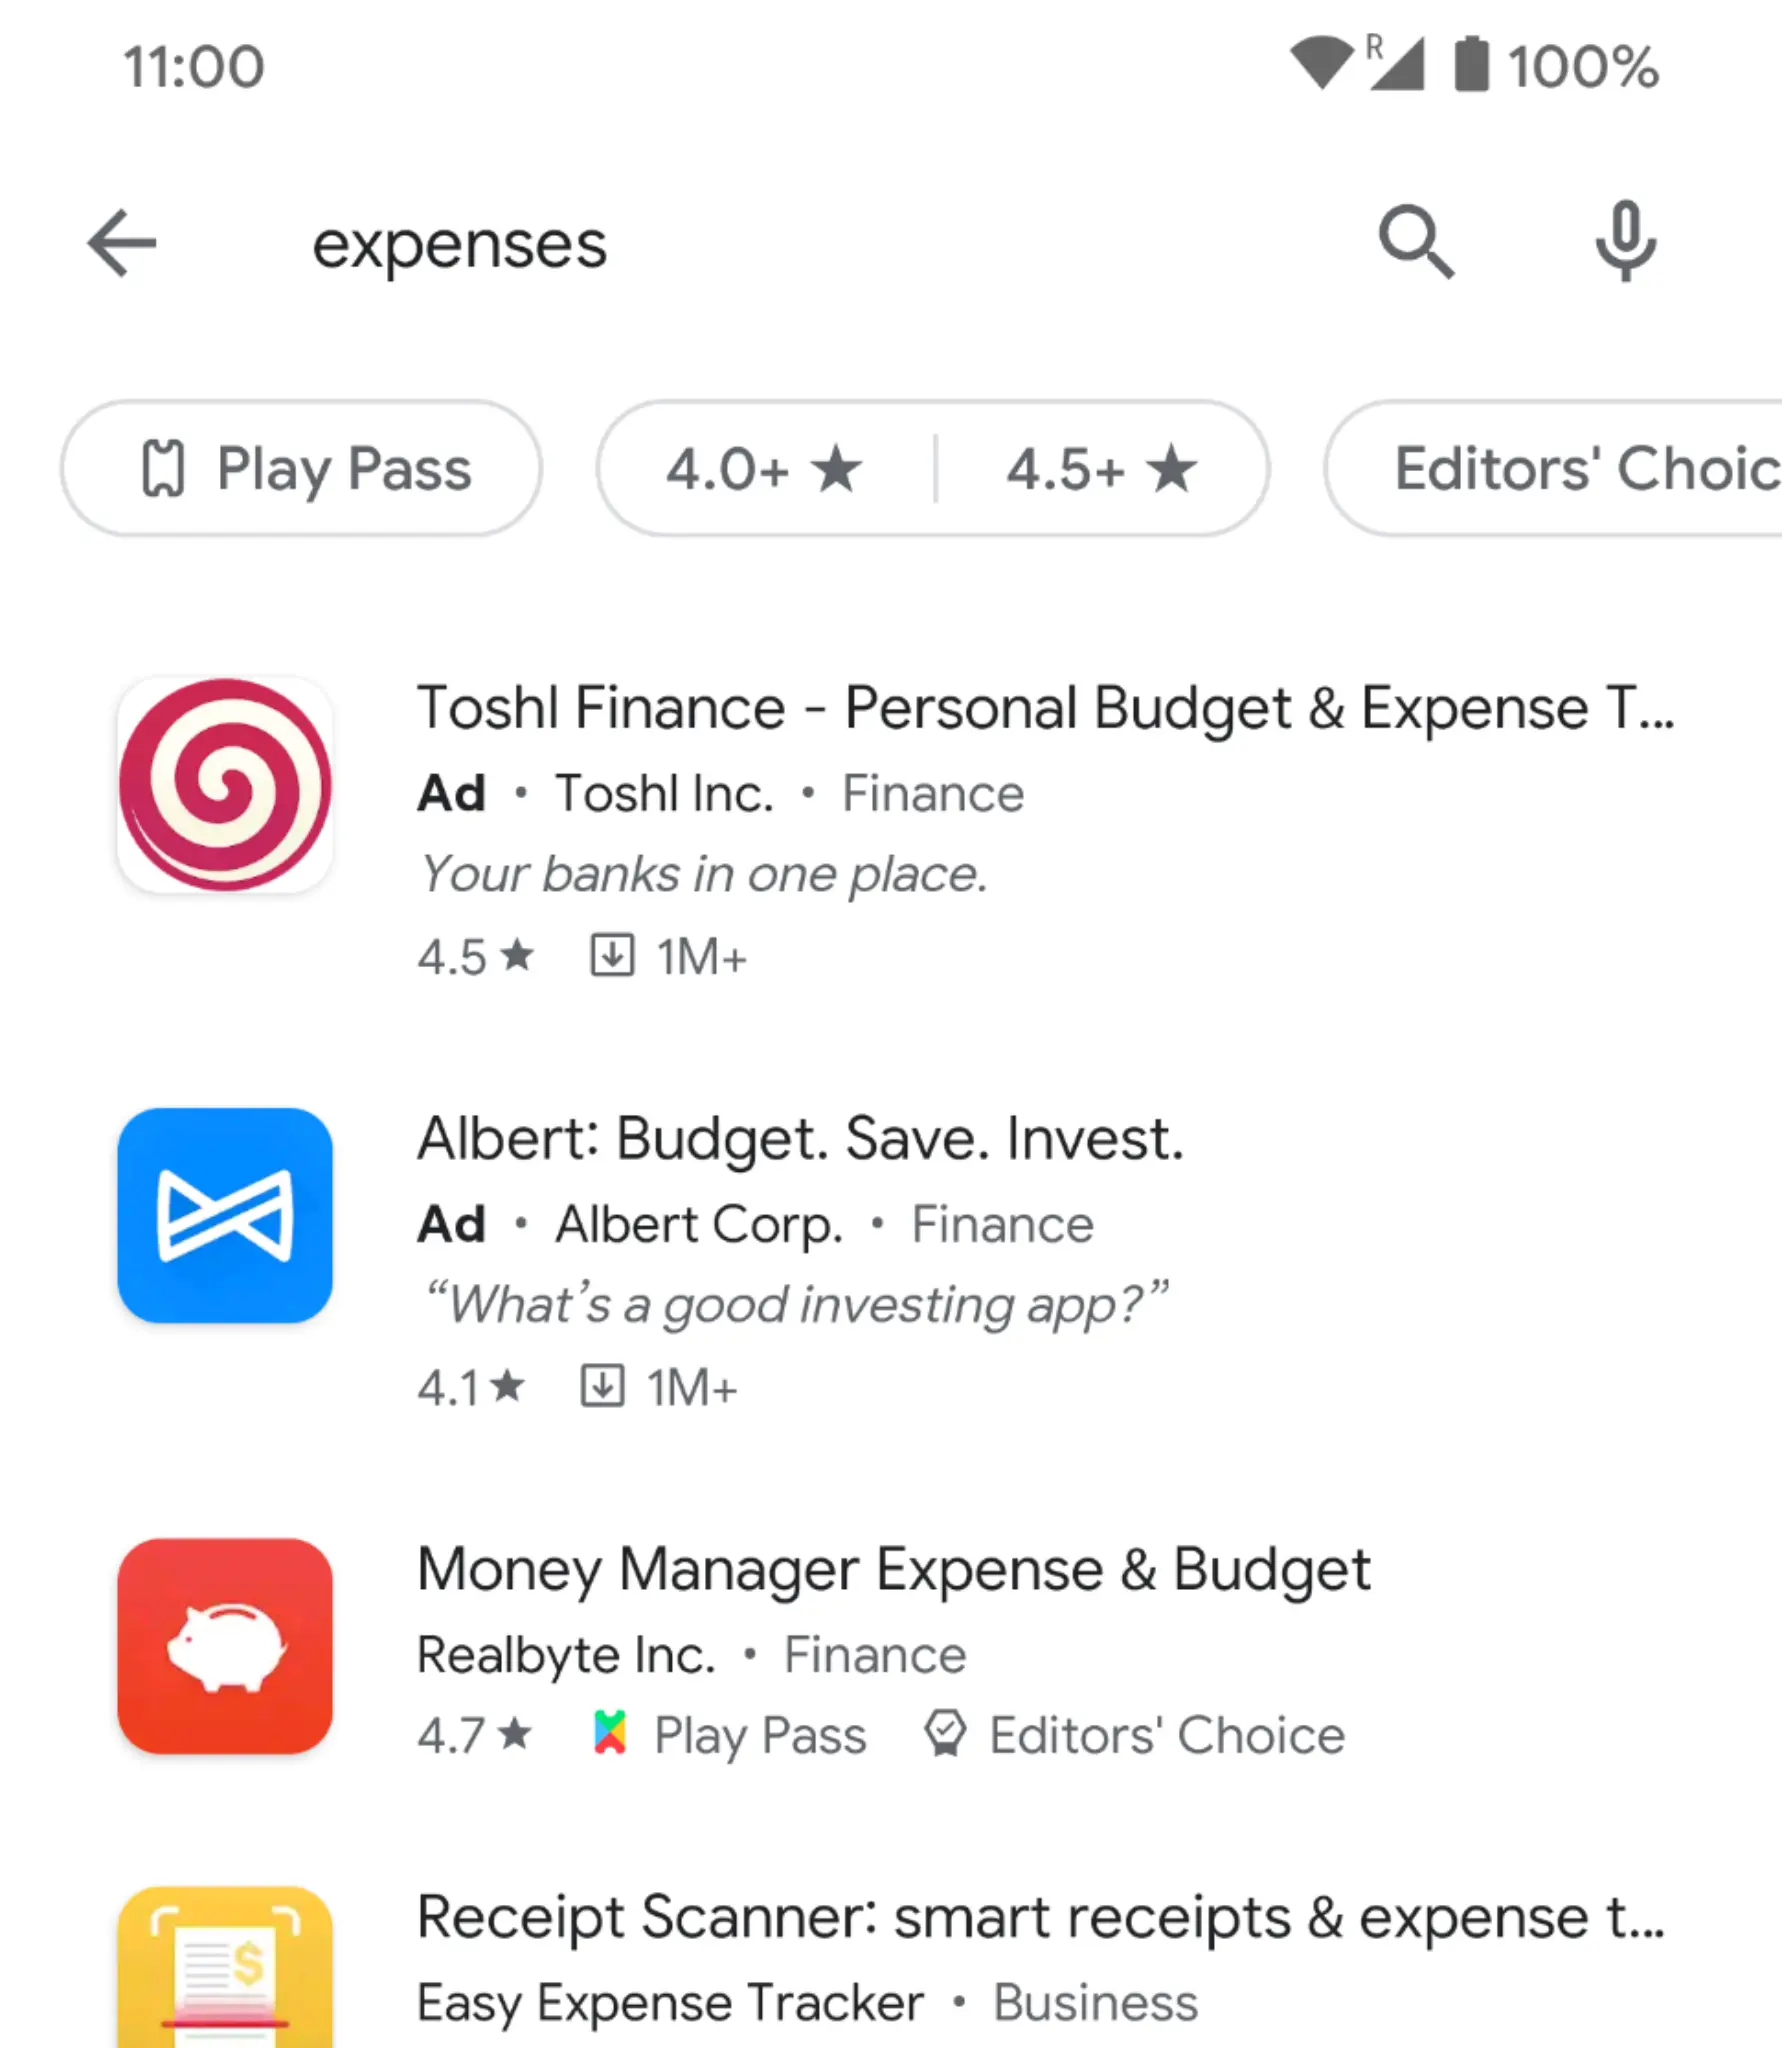 11:00 R 100%
expenses
Play Pass 4.0+ ★ 4.5+ ★ Editors' Choic
Toshl Finance - Personal Budget & Expense T...
Ad • Toshl Inc. • Finance
Your banks in one place.
4.5 ★ 1M+
Albert: Budget. Save. Invest.
Ad • Albert Corp. • Finance
“What’s a good investing app?”
4.1 ★ 1M+
Money Manager Expense & Budget
Realbyte Inc. • Finance
4.7 ★ Play Pass Editors' Choice
$
Receipt Scanner: smart receipts & expense t...
Easy Expense Tracker • Business